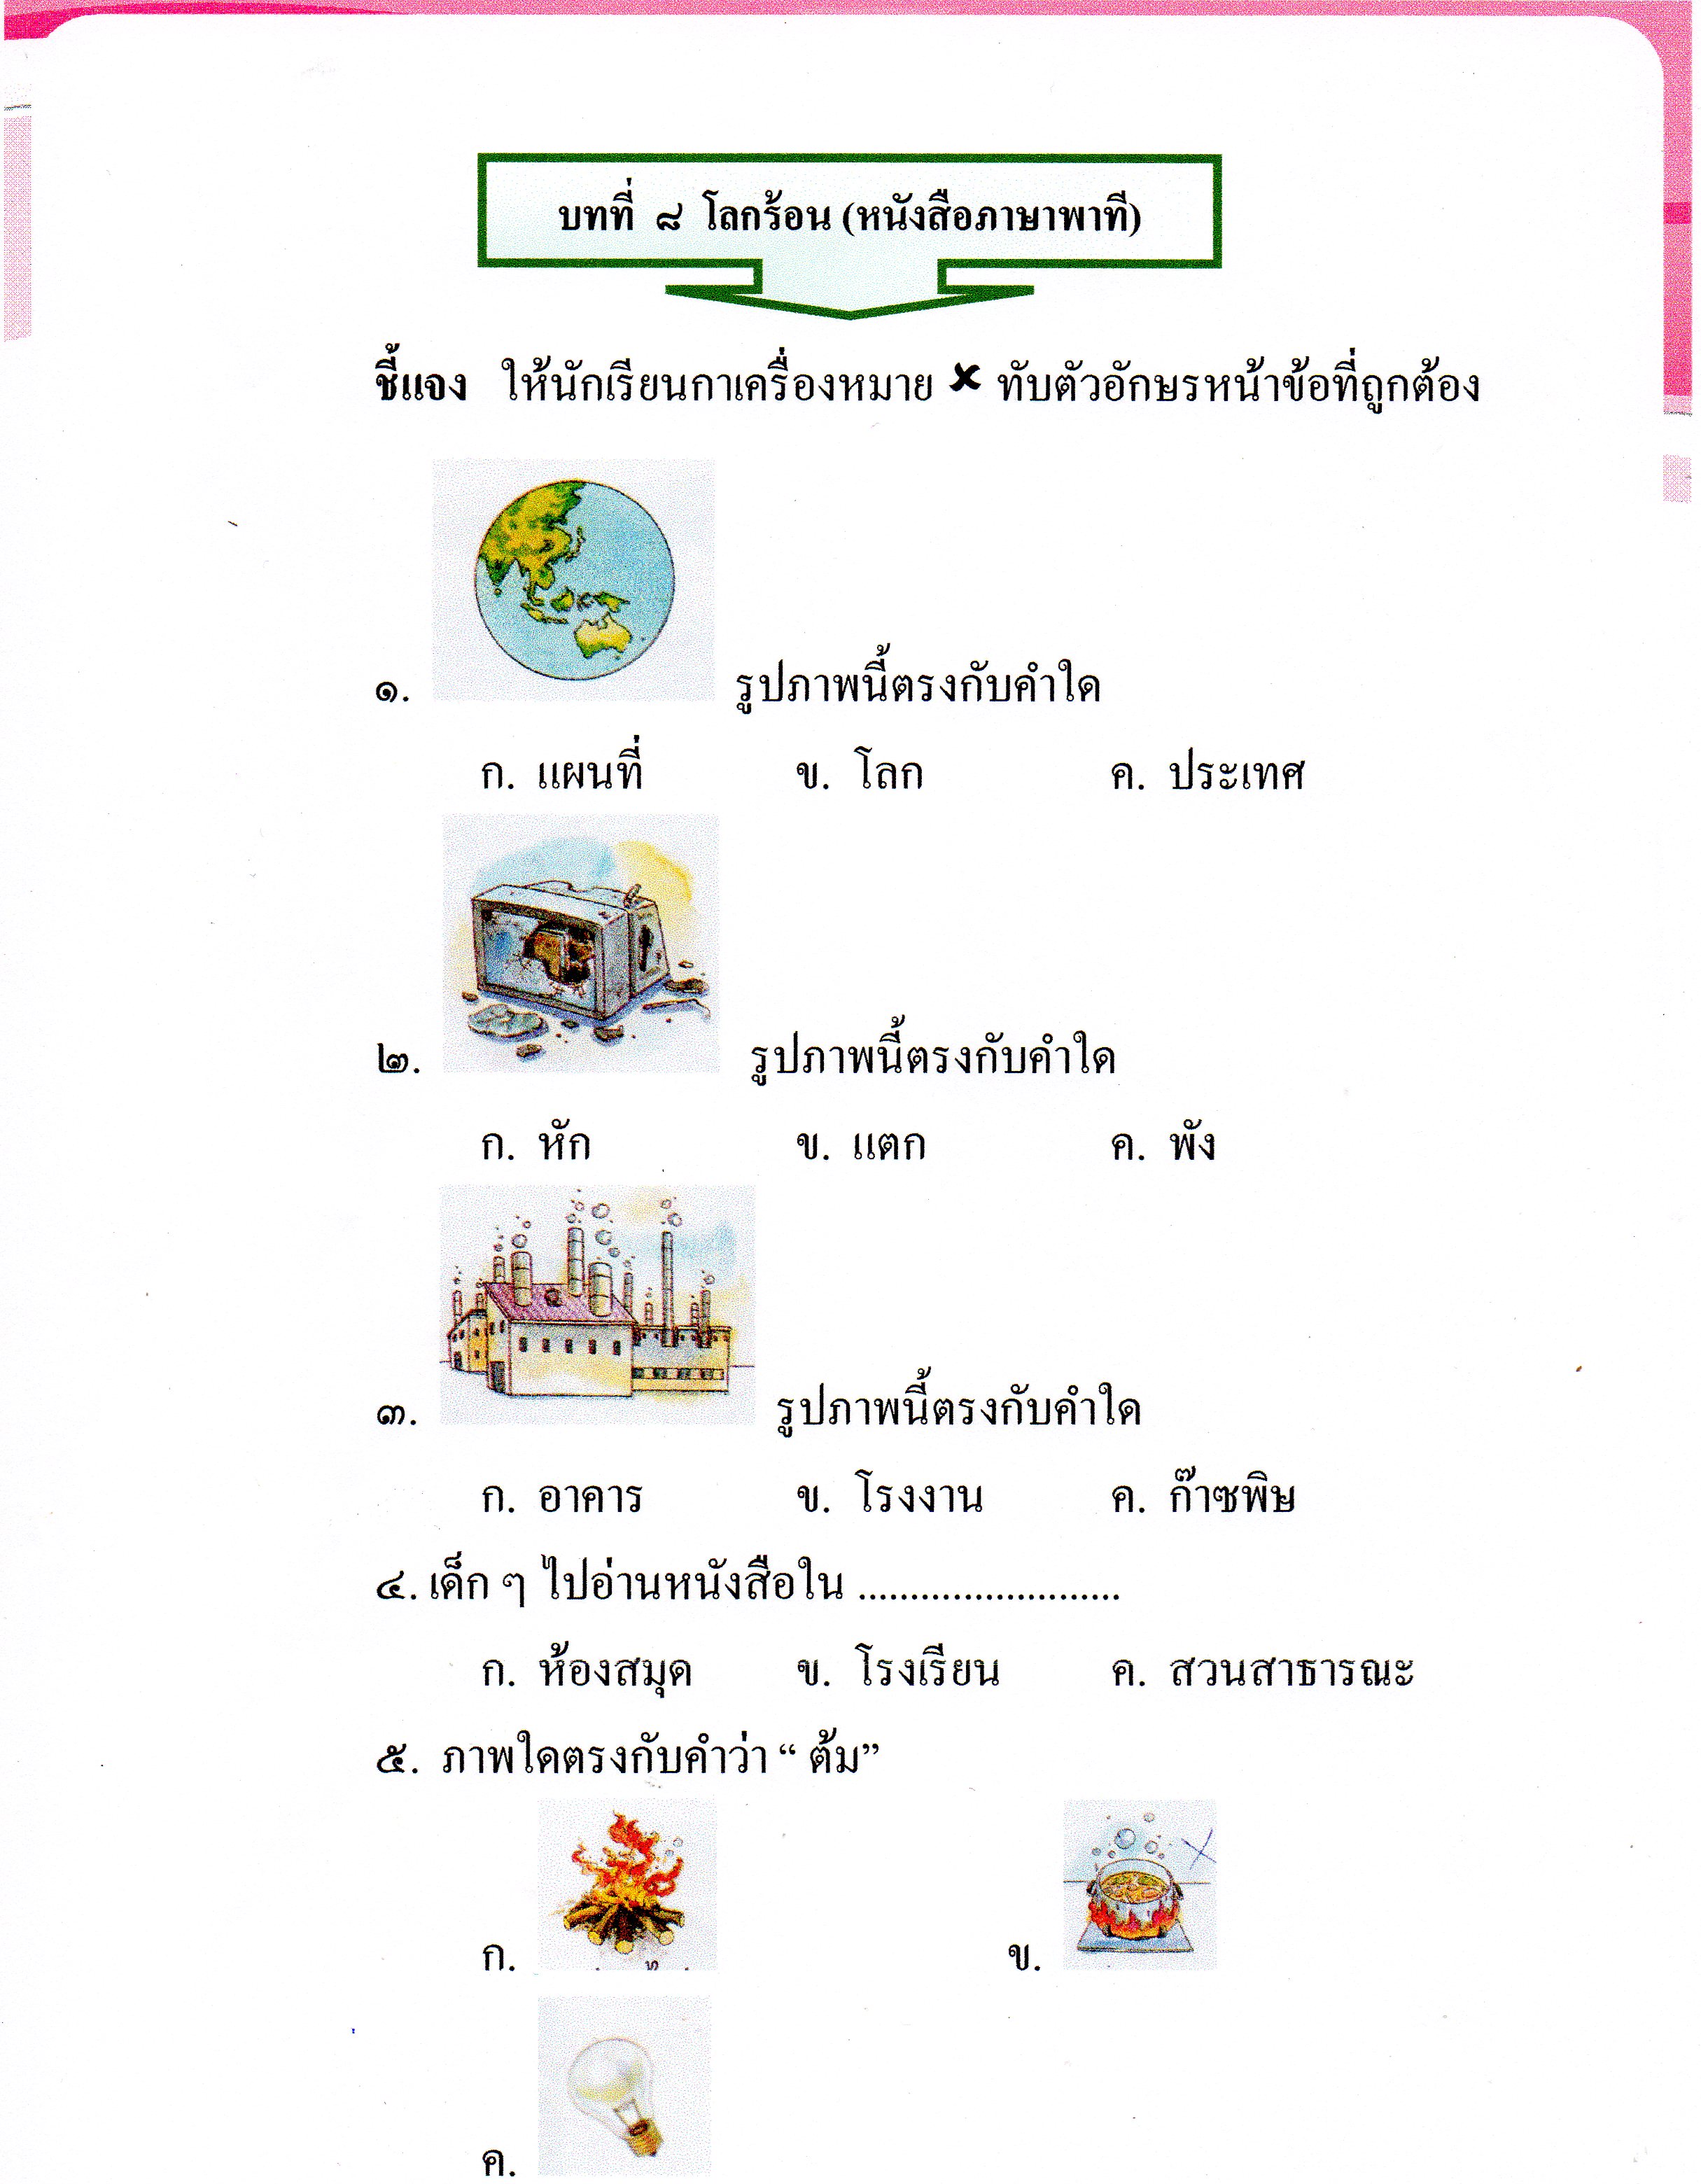 บทที่ ๘ โลกร้อน (หนังสือภาษาพาที)
ชี้แจง ให้นักเรียนกาเครื่องหมาย × ทับตัวอักษรหน้าข้อที่ถูกต้อง
๑. รูปภาพนี้ตรงกับคำใด
ก. แผนที่ ข. โลก ค. ประเทศ
๒. รูปภาพนี้ตรงกับคำใด
ก. หัก ข. แตก ค. พัง
๓. รูปภาพนี้ตรงกับคำใด
ก. อาคาร ข. โรงงาน ค. ก๊าซพิษ
๔. เด็ก ๆ ไปอ่านหนังสือใน .........................
ก. ห้องสมุด ข. โรงเรียน ค. สวนสาธารณะ
๕. ภาพใดตรงกับคำว่า “ ต้ม”
ก. ข.
ค.